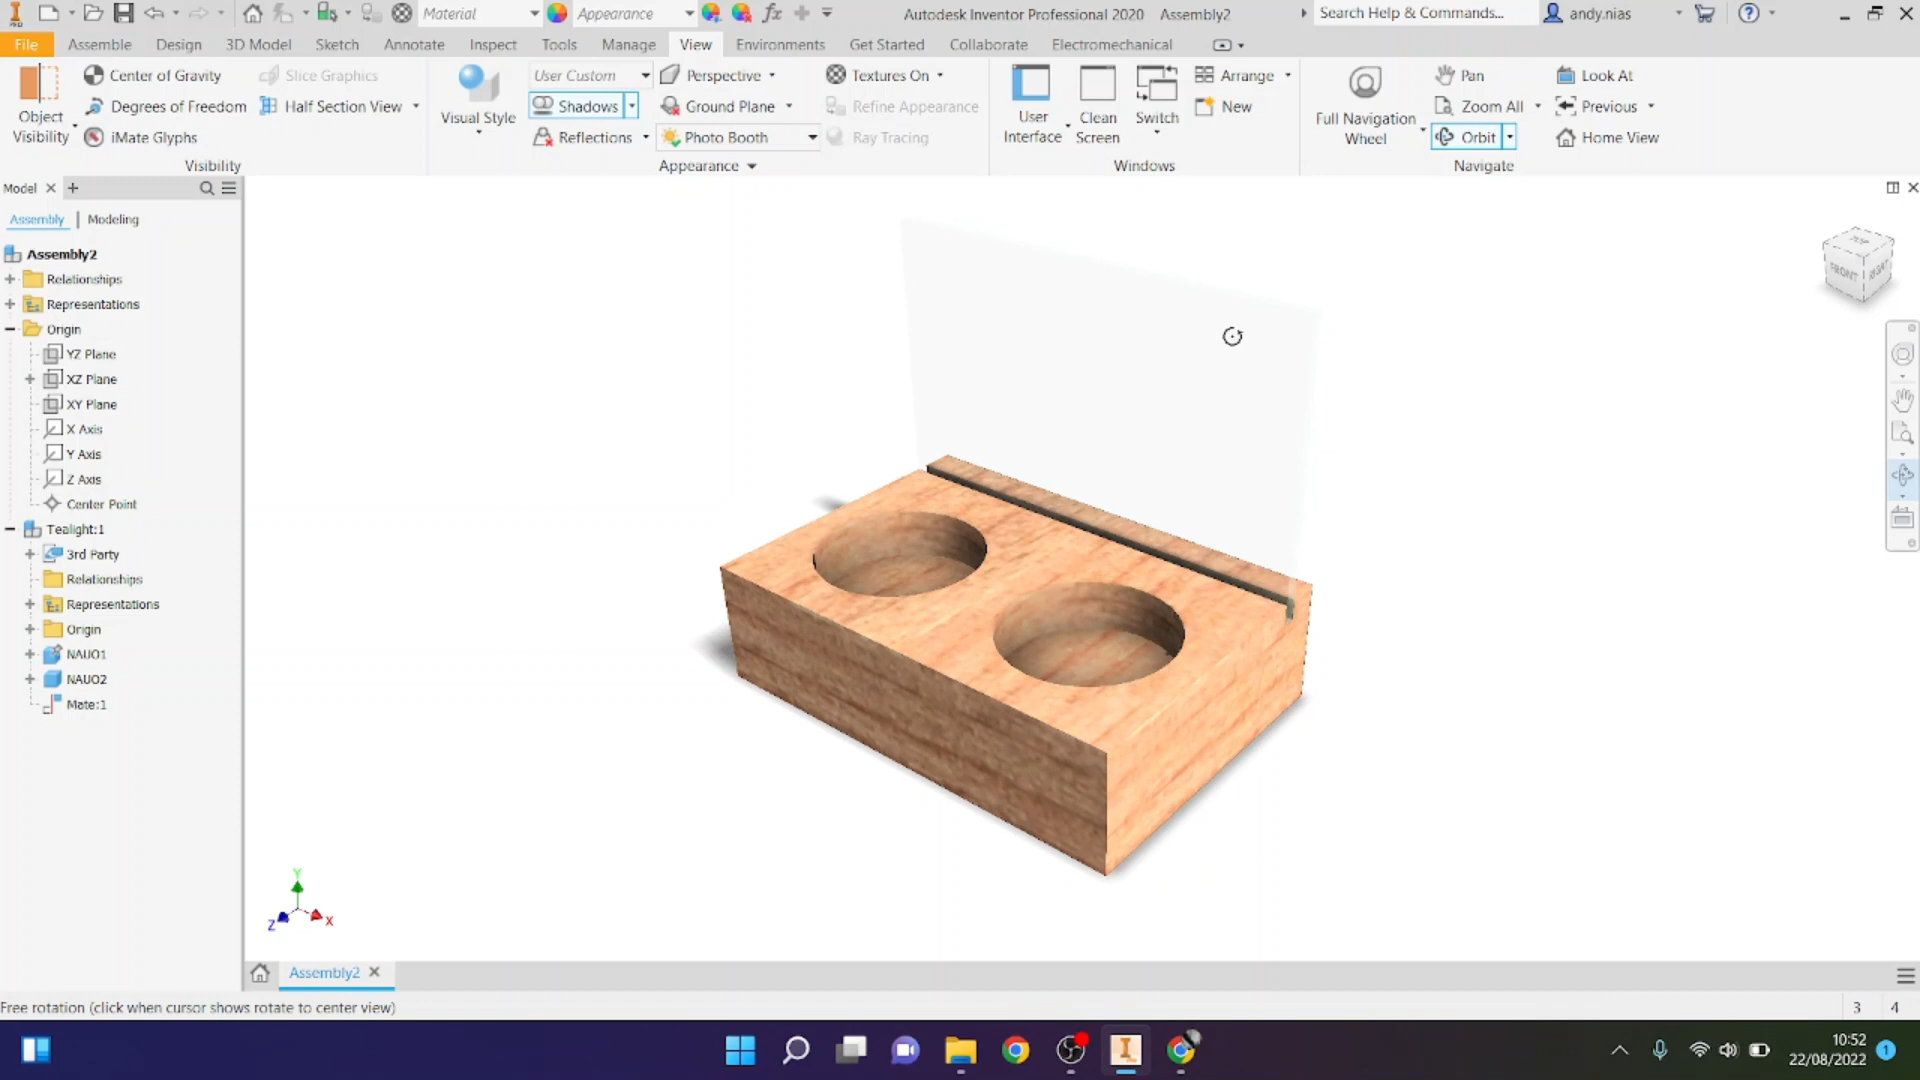 Material
Appearance
fx
Autodesk Inventor Professional 2020 Assembly2
Search Help & Commands...
andy.nias
File
Assemble
Design
3D Model
Sketch
Annotate
Inspect
Tools
Manage
View
Environments
Get Started
Collaborate
Electromechanical
Object
Visibility
Center of Gravity
Degrees of Freedom
iMate Glyphs
Slice Graphics
Half Section View
Visibility
Visual Style
User Custom
Shadows
Reflections
Perspective
Ground Plane
Photo Booth
Textures On
Refine Appearance
Ray Tracing
Appearance
User
Interface
Clean
Screen
Switch
Arrange
New
Windows
Full Navigation
Wheel
Pan
Zoom All
Orbit
Look At
Previous
Home View
Navigate
Model
Assembly | Modeling
Assembly2
Relationships
Representations
Origin
YZ Plane
XZ Plane
XY Plane
X Axis
Y Axis
Z Axis
Center Point
Tealight:1
3rd Party
Relationships
Representations
Origin
NAUO1
NAUO2
Mate:1
TOP
FRONT
RIGHT
Y
Z
X
Assembly2
Free rotation (click when cursor shows rotate to center view)
3 4
10:52
22/08/2022
1